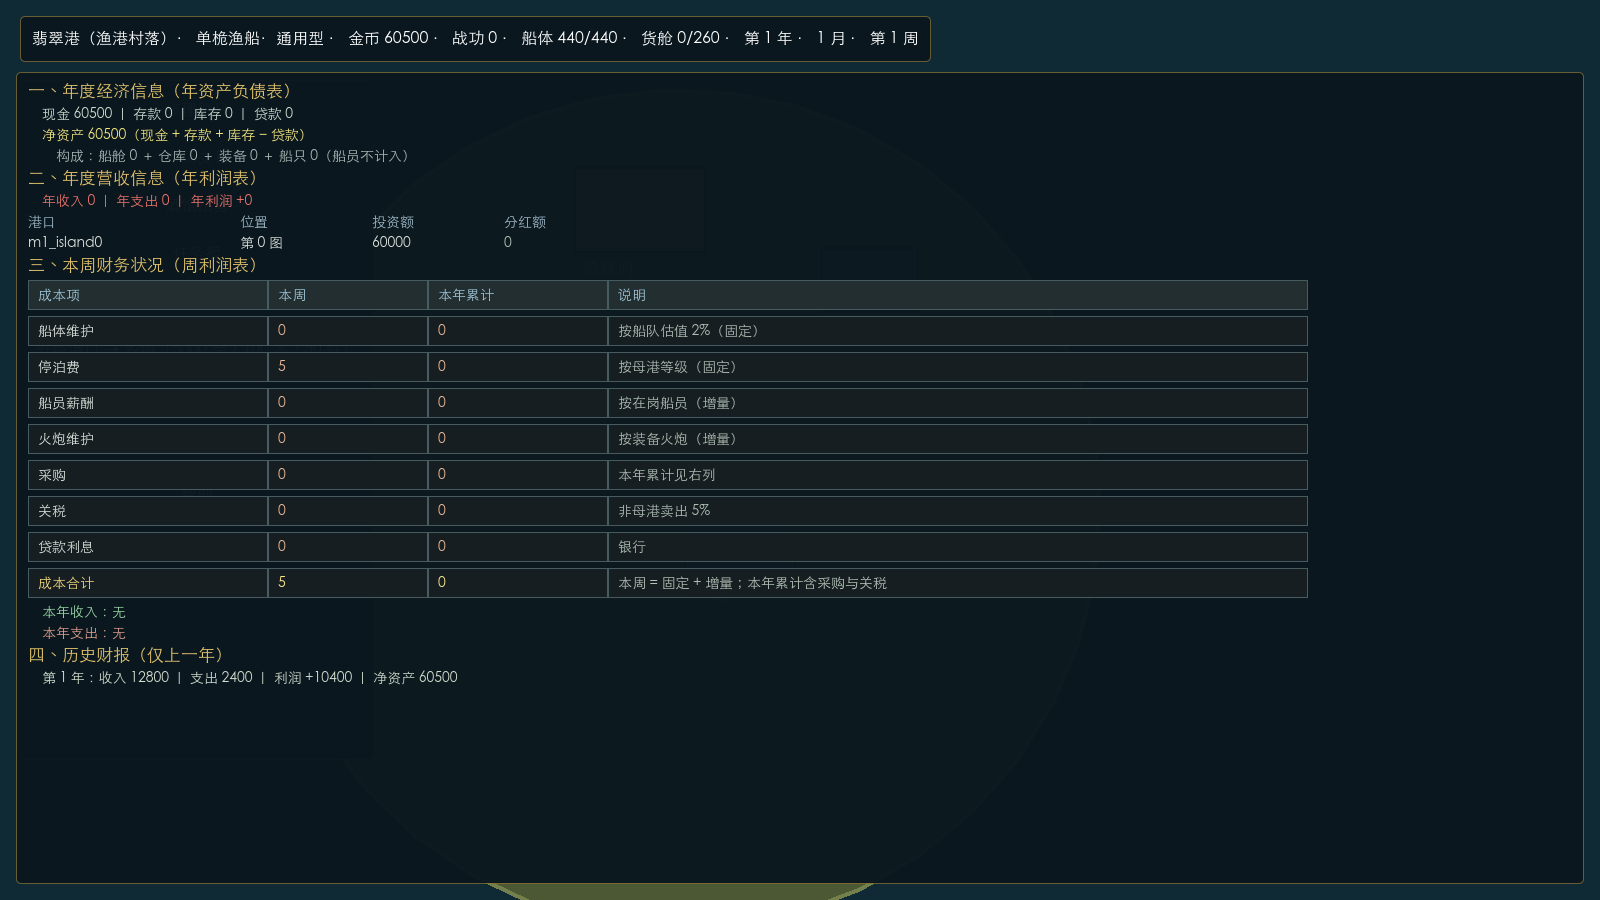 翡翠港（渔港村落）· 单桅渔船· 通用型 · 金币 60500 · 战功 0 · 船体 440/440 · 货舱 0/260 · 第 1 年 · 1 月 · 第 1 周
一、年度经济信息（年资产负债表）
现金 60500 | 存款 0 | 库存 0 | 贷款 0
净资产 60500（现金 + 存款 + 库存 − 贷款）
构成：船舱 0 + 仓库 0 + 装备 0 + 船只 0（船员不计入）
二、年度营收信息（年利润表）
年收入 0 | 年支出 0 | 年利润 +0
港口 位置 投资额 分红额
m1_island0 第 0 图 60000 0
三、本周财务状况（周利润表）
成本项 本周 本年累计 说明
船体维护 0 0 按船队估值 2%（固定）
停泊费 5 0 按母港等级（固定）
船员薪酬 0 0 按在岗船员（增量）
火炮维护 0 0 按装备火炮（增量）
采购 0 0 本年累计见右列
关税 0 0 非母港卖出 5%
贷款利息 0 0 银行
成本合计 5 0 本周 = 固定 + 增量；本年累计含采购与关税
本年收入：无
本年支出：无
四、历史财报（仅上一年）
第 1 年：收入 12800 | 支出 2400 | 利润 +10400 | 净资产 60500